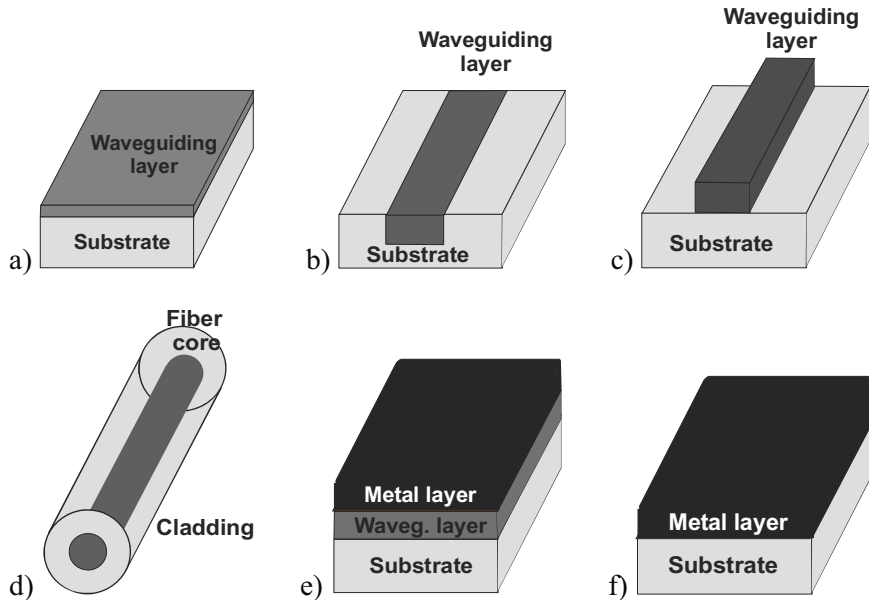 Waveguiding
layer
Substrate
a)
Waveguiding
layer
Substrate
b)
Waveguiding
layer
Substrate
c)
Fiber
core
Cladding
d)
Metal layer
Waveg. layer
Substrate
e)
Metal layer
Substrate
f)